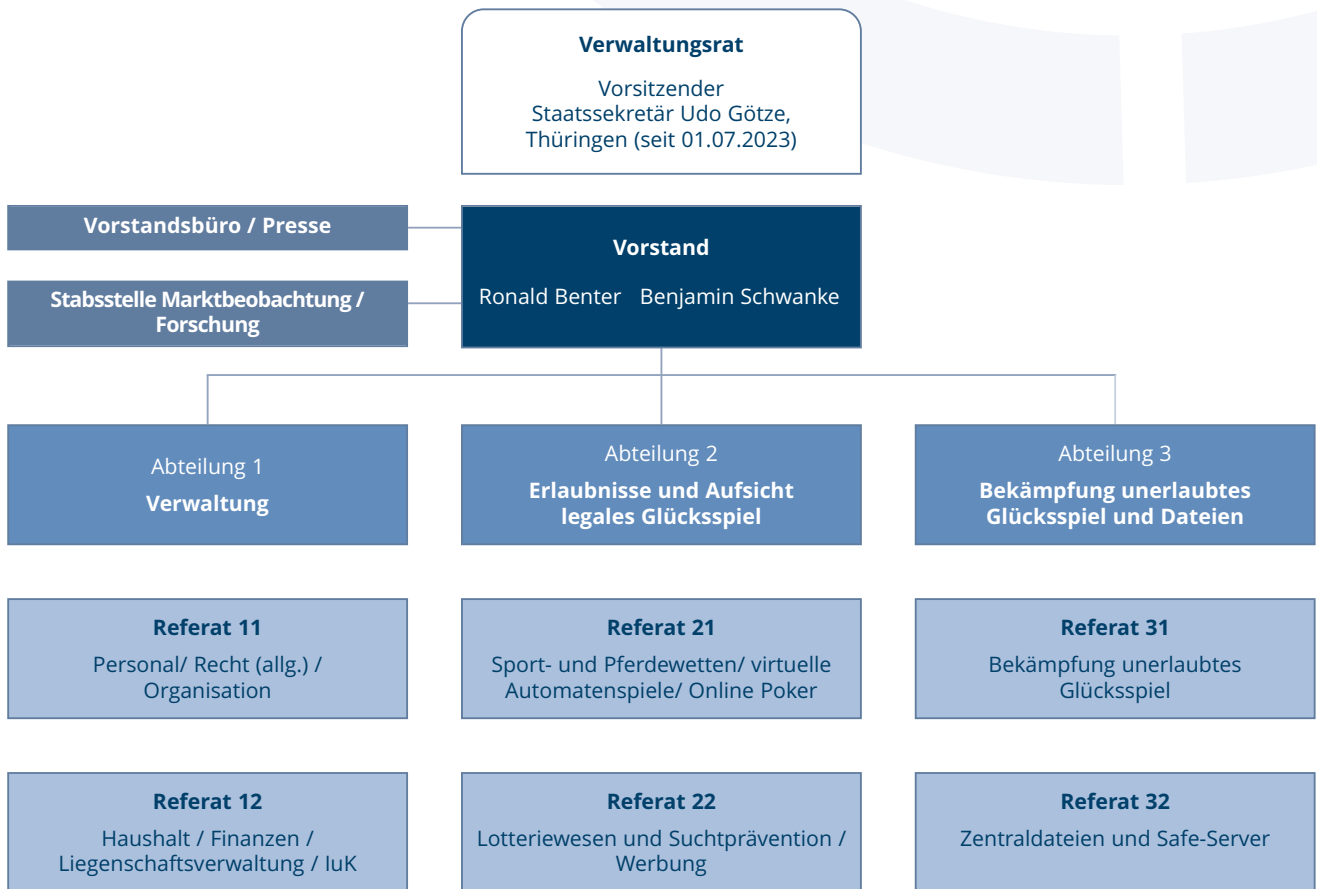 Verwaltungsrat
Vorsitzender
Staatssekretär Udo Götze,
Thüringen (seit 01.07.2023)
Vorstandsbüro / Presse
Stabsstelle Marktbeobachtung /
Forschung
Vorstand
Ronald Benter Benjamin Schwanke
Abteilung 1
Verwaltung
Abteilung 2
Erlaubnisse und Aufsicht
legales Glücksspiel
Abteilung 3
Bekämpfung unerlaubtes
Glücksspiel und Dateien
Referat 11
Personal/ Recht (allg.) /
Organisation
Referat 21
Sport- und Pferdewetten/ virtuelle
Automatenspiele/ Online Poker
Referat 31
Bekämpfung unerlaubtes
Glücksspiel
Referat 12
Haushalt / Finanzen /
Liegenschaftsverwaltung / IuK
Referat 22
Lotteriewesen und Suchtprävention /
Werbung
Referat 32
Zentraldateien und Safe-Server